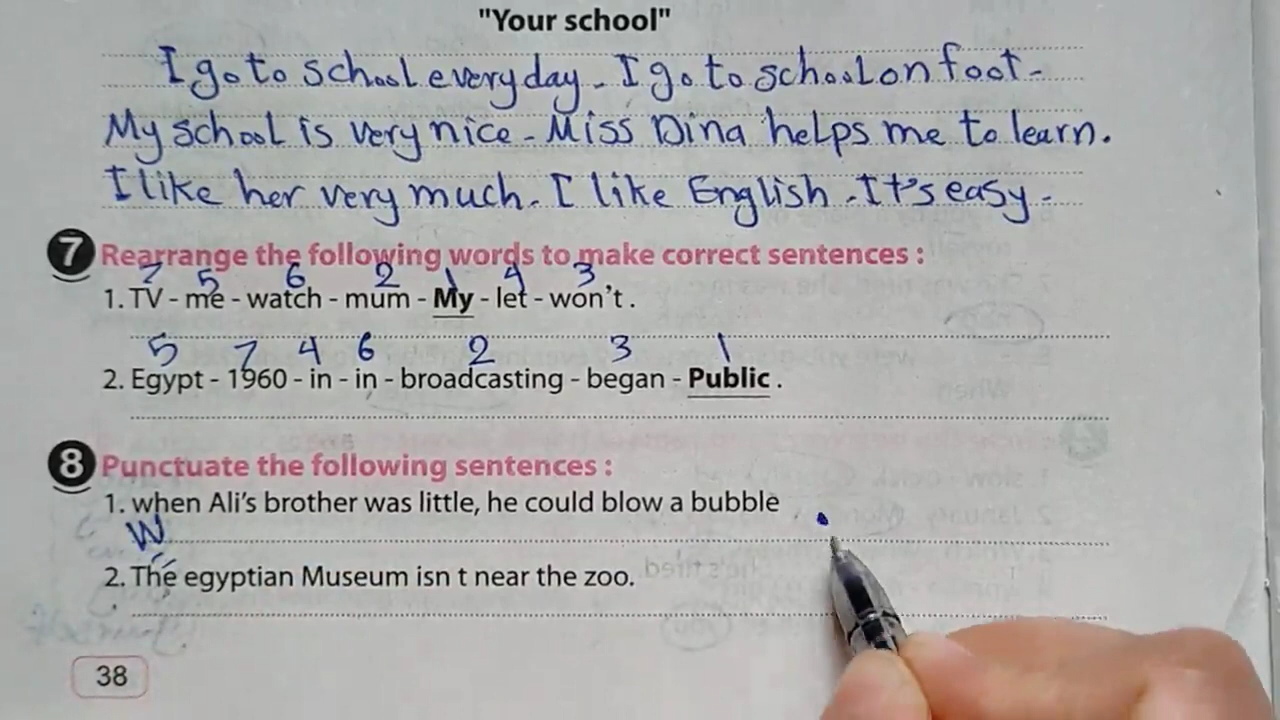 "Your school"
I go to school every day. I go to school on foot.
My school is very nice. Miss Dina helps me to learn.
I like her very much. I like English. It's easy.
7 Rearrange the following words to make correct sentences :
7 5 6 2 1 4 3
1. TV - me - watch - mum - My - let - won't .
5 7 4 6 2 3 1
2. Egypt - 1960 - in - in - broadcasting - began - Public .
8 Punctuate the following sentences :
1. when Ali's brother was little, he could blow a bubble .
W
2. The egyptian Museum isn t near the zoo.
38